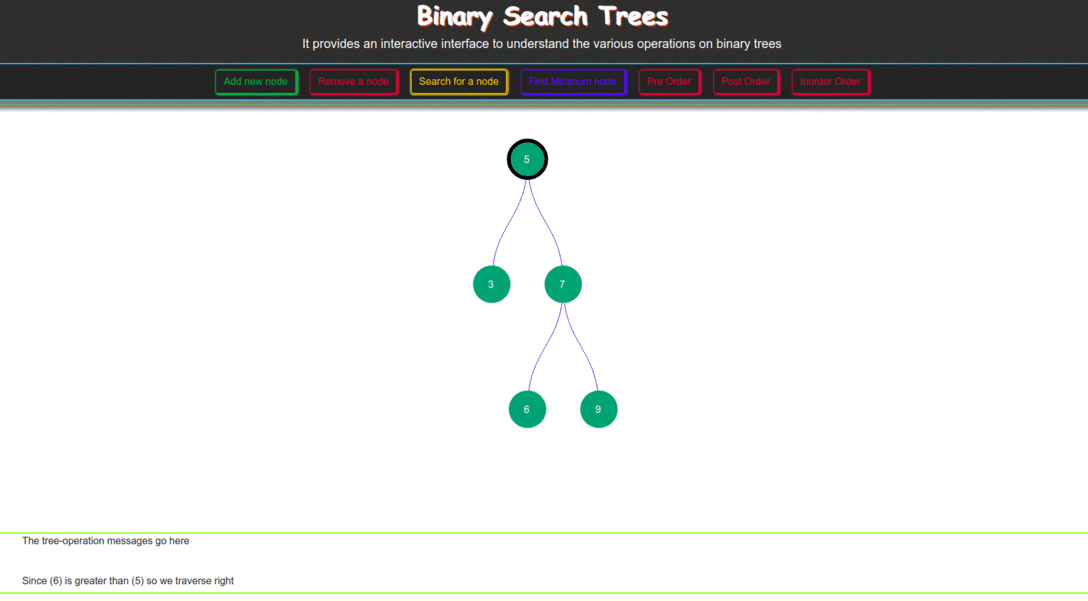 Binary Search Trees
It provides an interactive interface to understand the various operations on binary trees
Add new node Remove a node Search for a node Find Minimum node Pre Order Post Order Inorder Order
5
3 7
6 9
The tree-operation messages go here
Since (6) is greater than (5) so we traverse right